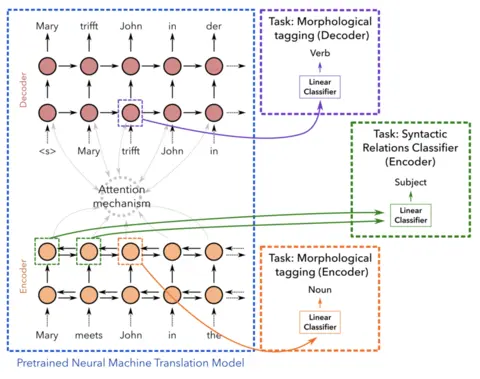 Mary trifft John in der
Decoder
<s> Mary trifft John in
Attention
mechanism
Encoder
Mary meets John in the
Pretrained Neural Machine Translation Model
Task: Morphological
tagging (Decoder)
Verb
Linear
Classifier
Task: Syntactic
Relations Classifier
(Encoder)
Subject
Linear
Classifier
Task: Morphological
tagging (Encoder)
Noun
Linear
Classifier